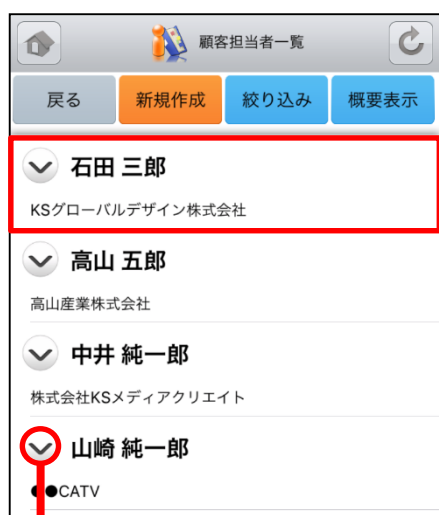 顧客担当者一覧
戻る 新規作成 絞り込み 概要表示
石田 三郎
KSグローバルデザイン株式会社
高山 五郎
高山産業株式会社
中井 純一郎
株式会社KSメディアクリエイト
山崎 純一郎
●●CATV